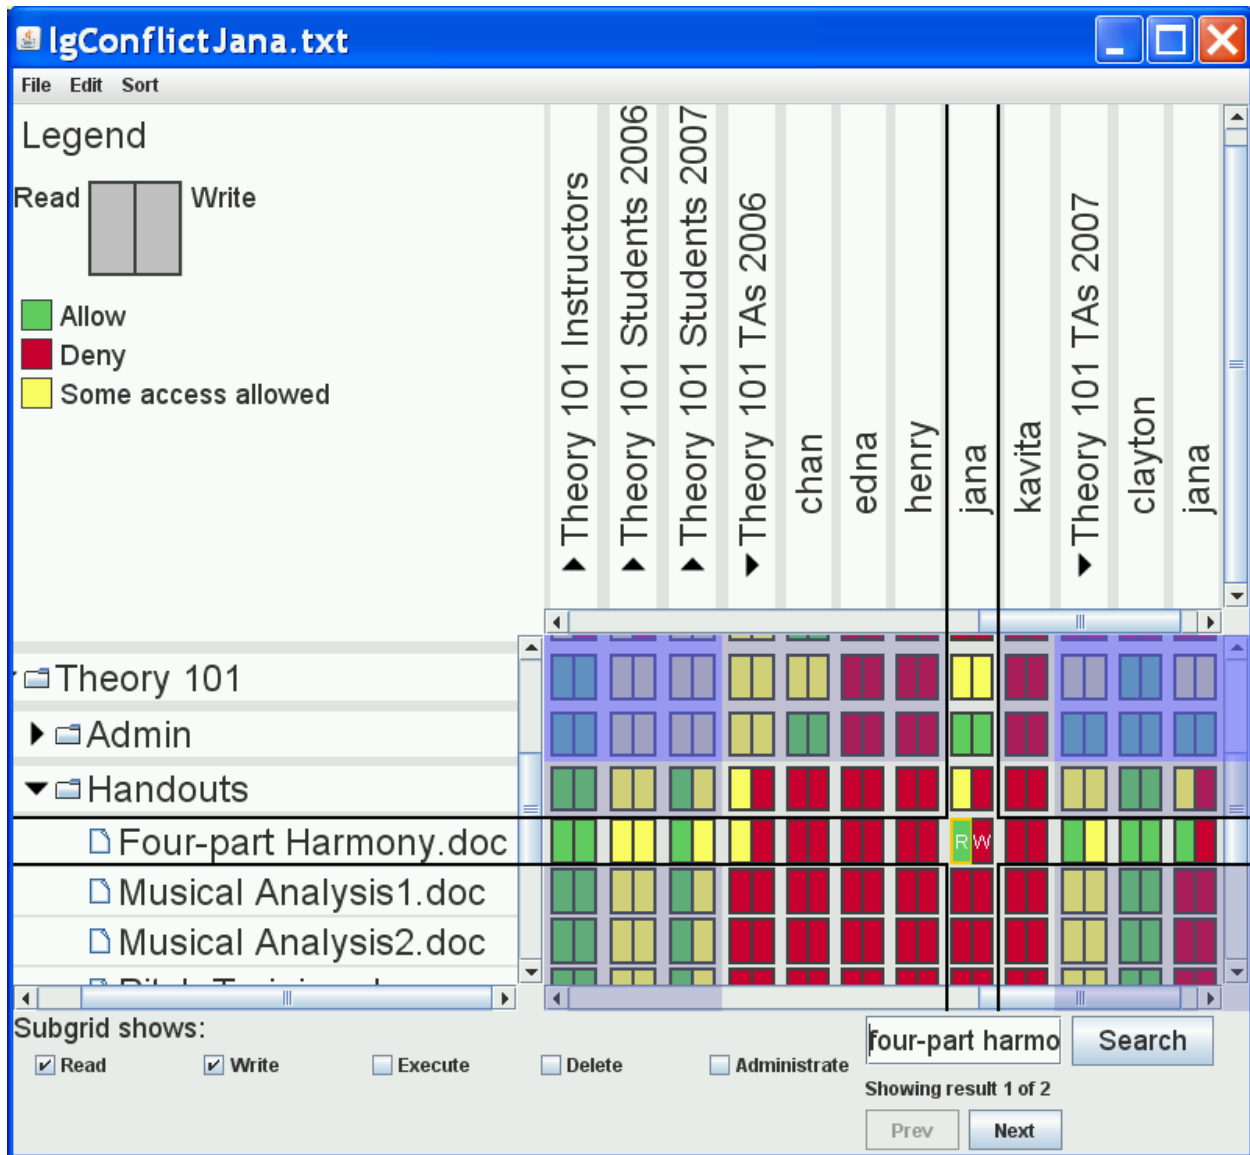 lgConflictJana.txt
File Edit Sort
Legend
Read Write
Allow
Deny
Some access allowed
Theory 101 Instructors
Theory 101 Students 2006
Theory 101 Students 2007
Theory 101 TAs 2006
chan
edna
henry
jana
kavita
Theory 101 TAs 2007
clayton
jana
Theory 101
Admin
Handouts
Four-part Harmony.doc
R W
Musical Analysis1.doc
Musical Analysis2.doc
Subgrid shows:
Read Write Execute Delete Administrate
four-part harmo Search
Showing result 1 of 2
Prev Next